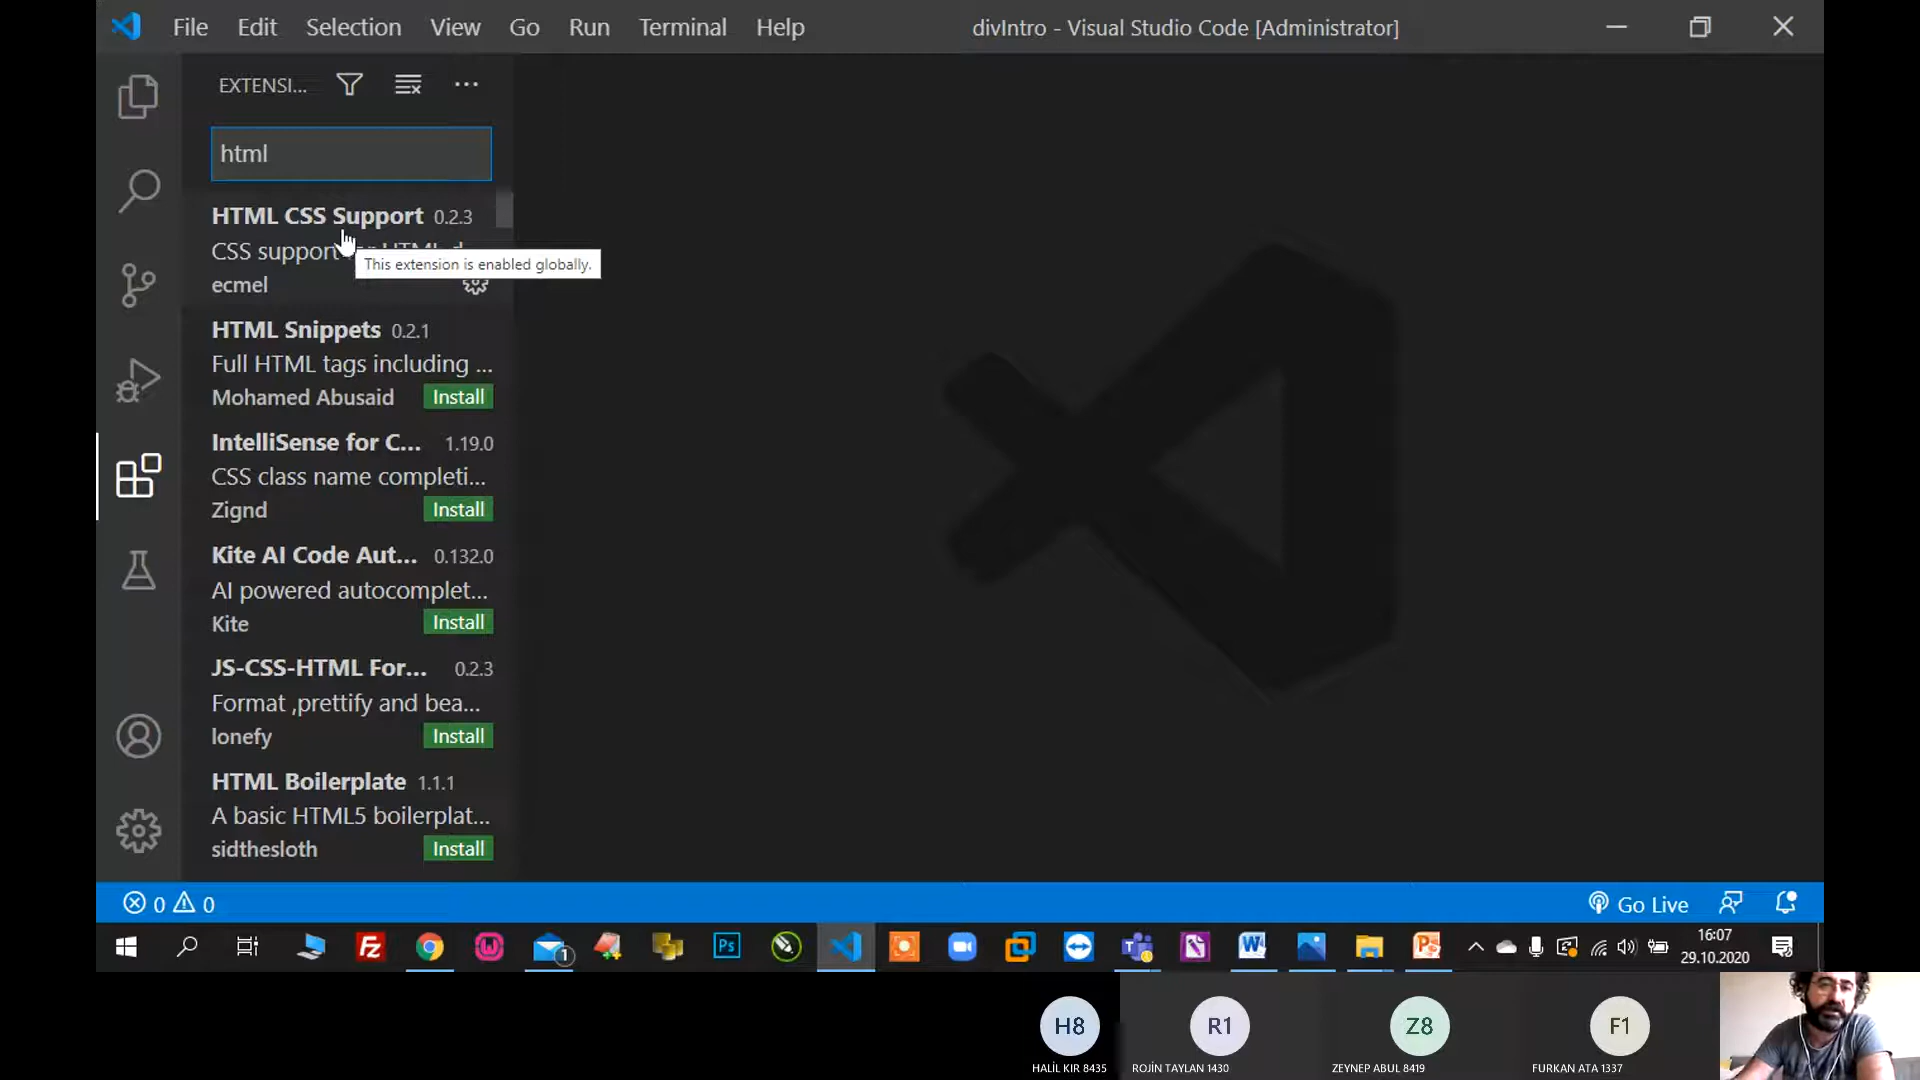 File Edit Selection View Go Run Terminal Help
divIntro - Visual Studio Code [Administrator]
EXTENSI...
html
HTML CSS Support 0.2.3
CSS support
This extension is enabled globally.
ecmel
HTML Snippets 0.2.1
Full HTML tags including ...
Mohamed Abusaid Install
IntelliSense for C... 1.19.0
CSS class name completi...
Zignd Install
Kite AI Code Aut... 0.132.0
AI powered autocomplet...
Kite Install
JS-CSS-HTML For... 0.2.3
Format ,prettify and bea...
lonefy Install
HTML Boilerplate 1.1.1
A basic HTML5 boilerplat...
sidthesloth Install
0 0
Go Live
Fz
1
Ps
W
P
16:07
29.10.2020
H8
R1
Z8
F1
HALİL KIR 8435
ROJİN TAYLAN 1430
ZEYNEP ABUL 8419
FURKAN ATA 1337